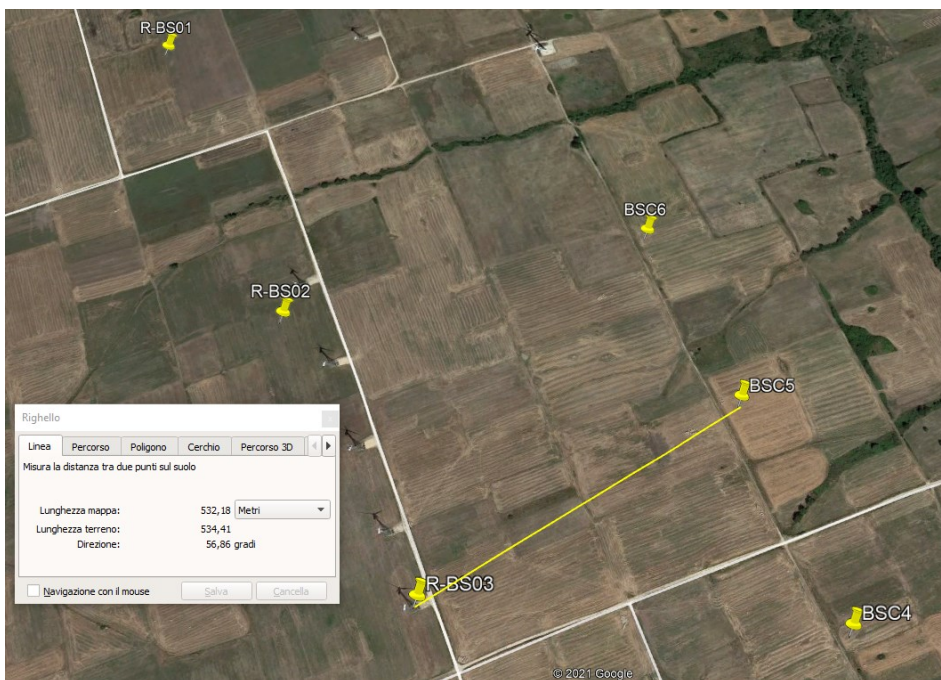 R-BS01
BSC6
R-BS02
BSC5
Righello
Linea Percorso Poligono Cerchio Percorso 3D
Misura la distanza tra due punti sul suolo
Lunghezza mappa: 532,18 Metri
Lunghezza terreno: 534,41
Direzione: 56,86 gradi
Navigazione con il mouse Salva Cancella
R-BS03
BSC4
© 2021 Google